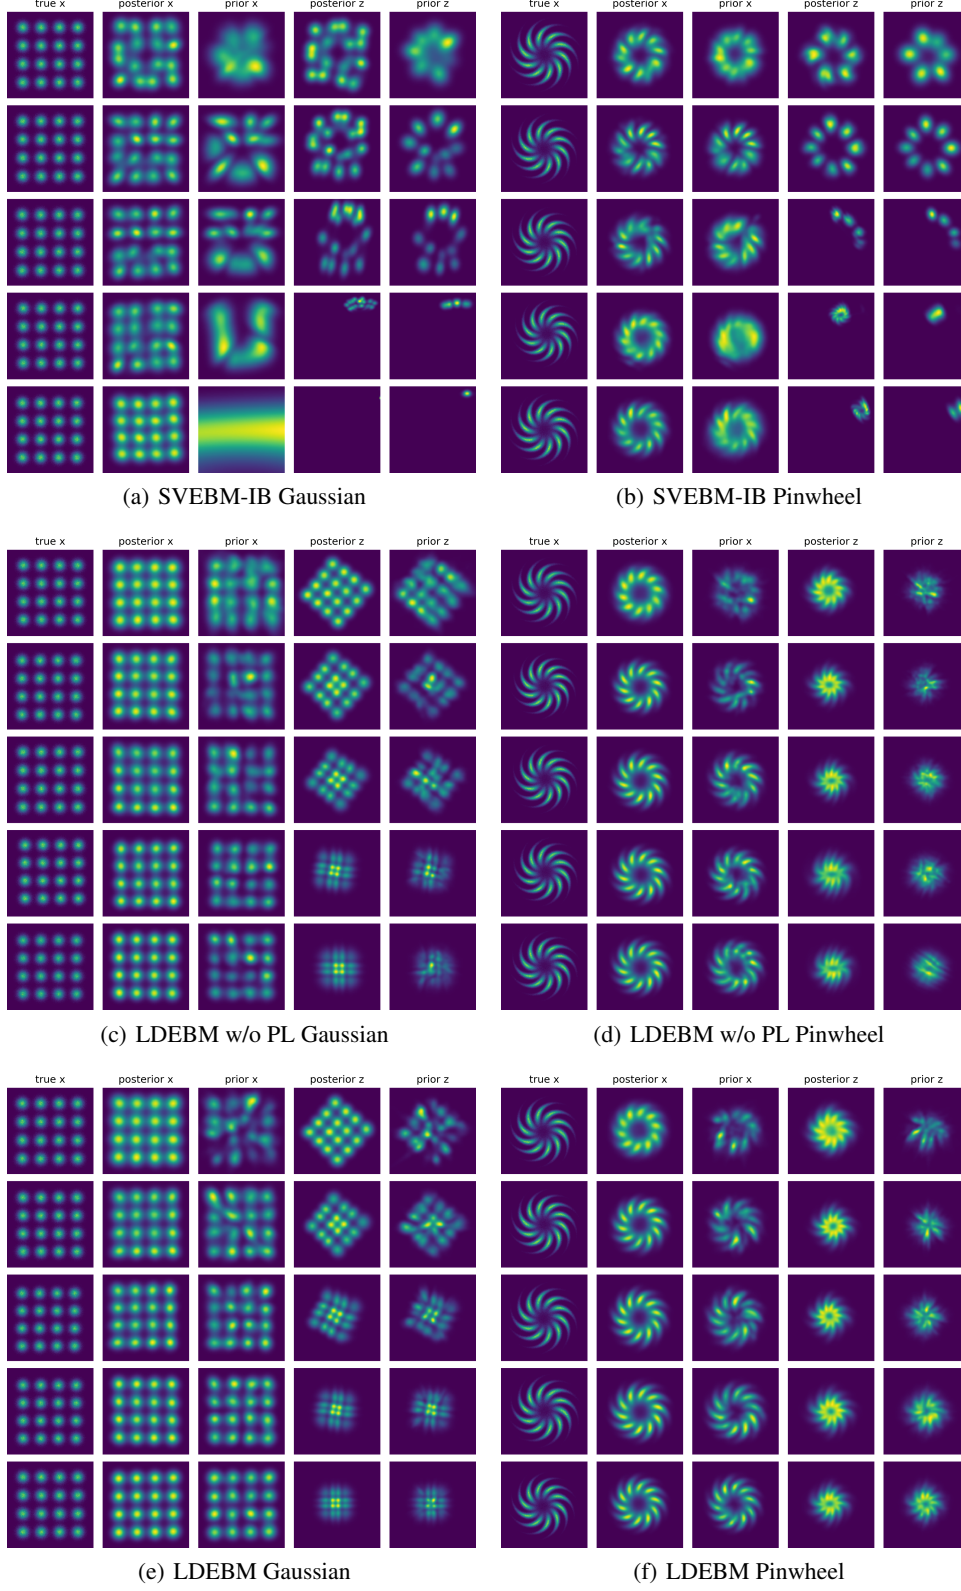 true x posterior x prior x posterior z prior z
true x posterior x prior x posterior z prior z
(a) SVEBM-IB Gaussian
(b) SVEBM-IB Pinwheel
true x posterior x prior x posterior z prior z
true x posterior x prior x posterior z prior z
(c) LDEBM w/o PL Gaussian
(d) LDEBM w/o PL Pinwheel
true x posterior x prior x posterior z prior z
true x posterior x prior x posterior z prior z
(e) LDEBM Gaussian
(f) LDEBM Pinwheel